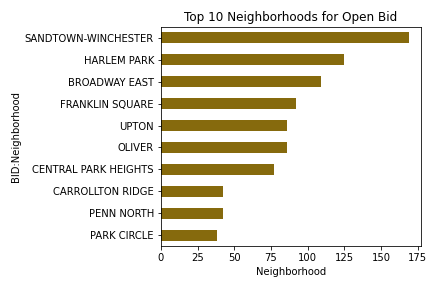 Top 10 Neighborhoods for Open Bid
BID:Neighborhood
SANDTOWN-WINCHESTER
HARLEM PARK
BROADWAY EAST
FRANKLIN SQUARE
UPTON
OLIVER
CENTRAL PARK HEIGHTS
CARROLLTON RIDGE
PENN NORTH
PARK CIRCLE
0 25 50 75 100 125 150 175
Neighborhood